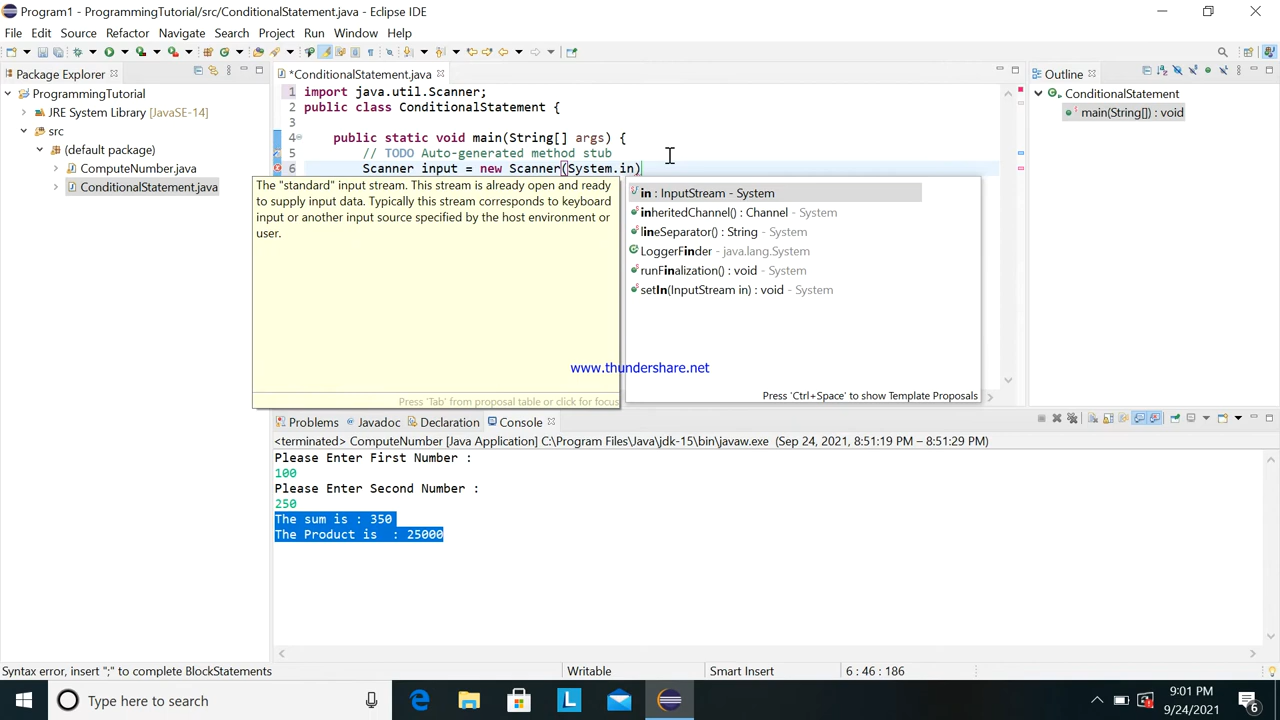 Program1 - ProgrammingTutorial/src/ConditionalStatement.java - Eclipse IDE
File Edit Source Refactor Navigate Search Project Run Window Help
Package Explorer
ProgrammingTutorial
JRE System Library [JavaSE-14]
src
(default package)
ComputeNumber.java
ConditionalStatement.java
*ConditionalStatement.java
1 import java.util.Scanner;
2 public class ConditionalStatement {
3
4 public static void main(String[] args) {
5 // TODO Auto-generated method stub
6 Scanner input = new Scanner(System.in)
The "standard" input stream. This stream is already open and ready
to supply input data. Typically this stream corresponds to keyboard
input or another input source specified by the host environment or
user.
Press 'Tab' from proposal table or click for focus
in : InputStream - System
inheritedChannel() : Channel - System
lineSeparator() : String - System
LoggerFinder - java.lang.System
runFinalization() : void - System
setIn(InputStream in) : void - System
Press 'Ctrl+Space' to show Template Proposals
www.thundershare.net
Outline
ConditionalStatement
main(String[]) : void
Problems Javadoc Declaration Console
<terminated> ComputeNumber [Java Application] C:\Program Files\Java\jdk-15\bin\javaw.exe (Sep 24, 2021, 8:51:19 PM – 8:51:29 PM)
Please Enter First Number :
100
Please Enter Second Number :
250
The sum is : 350
The Product is  : 25000
Syntax error, insert ";" to complete BlockStatements
Writable
Smart Insert
6 : 46 : 186
Type here to search
9:01 PM
9/24/2021
6